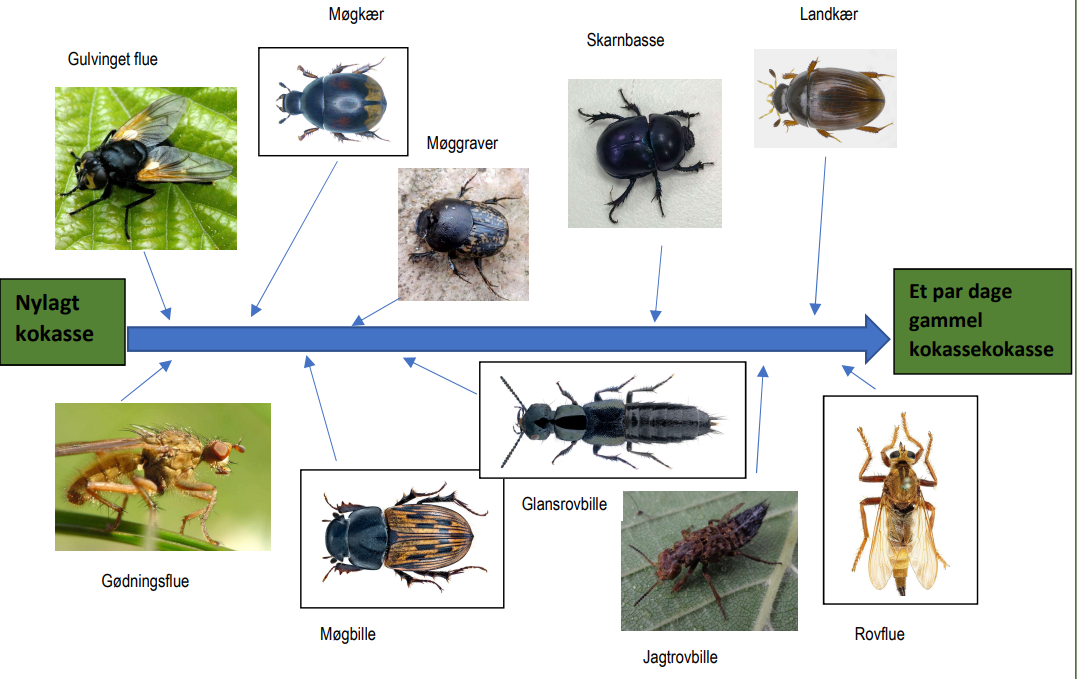 Møgkær
Landkær
Skarnbasse
Gulvinget flue
Møggraver
Nylagt
kokasse
Et par dage
gammel
kokassekokasse
Glansrovbille
Gødningsflue
Møgbille
Rovflue
Jagtrovbille